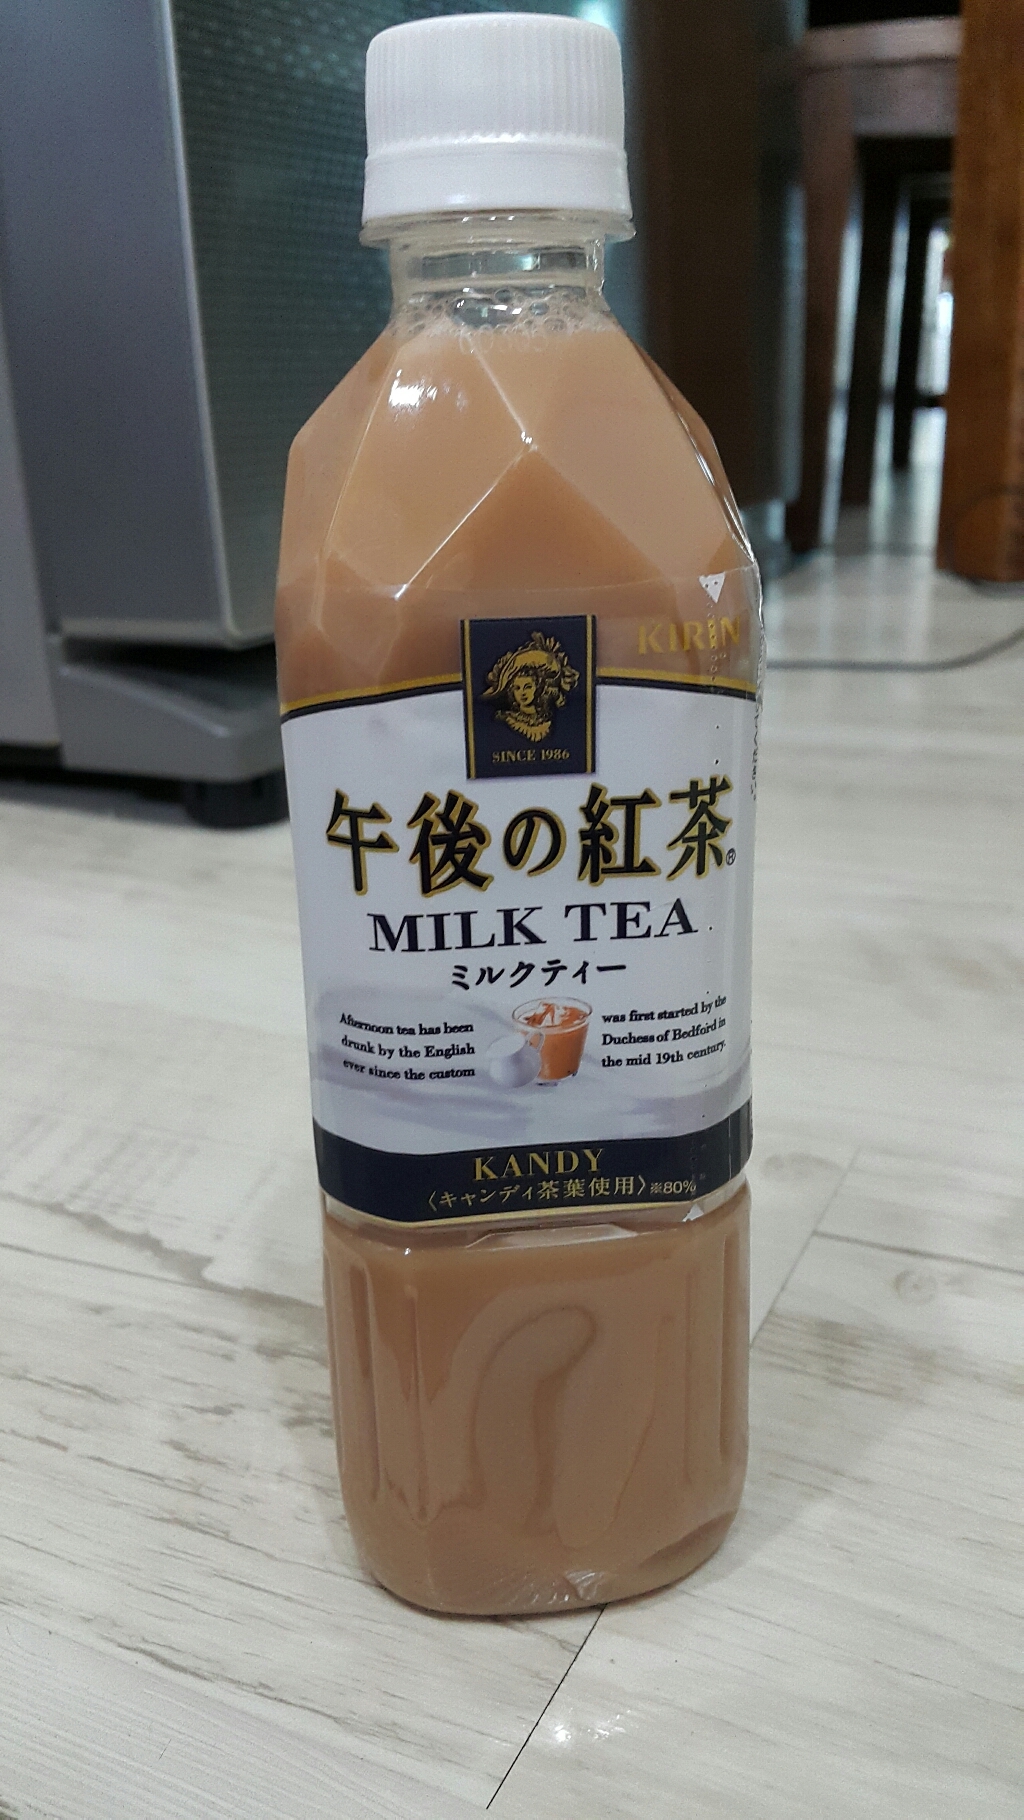 KIRIN
SINCE 1986
午後の紅茶®
MILK TEA
ミルクティー
Afternoon tea has been
drunk by the English
ever since the custom
was first started by the
Duchess of Bedford in
the mid 19th century.
KANDY
〈キャンディ茶葉使用〉※80%